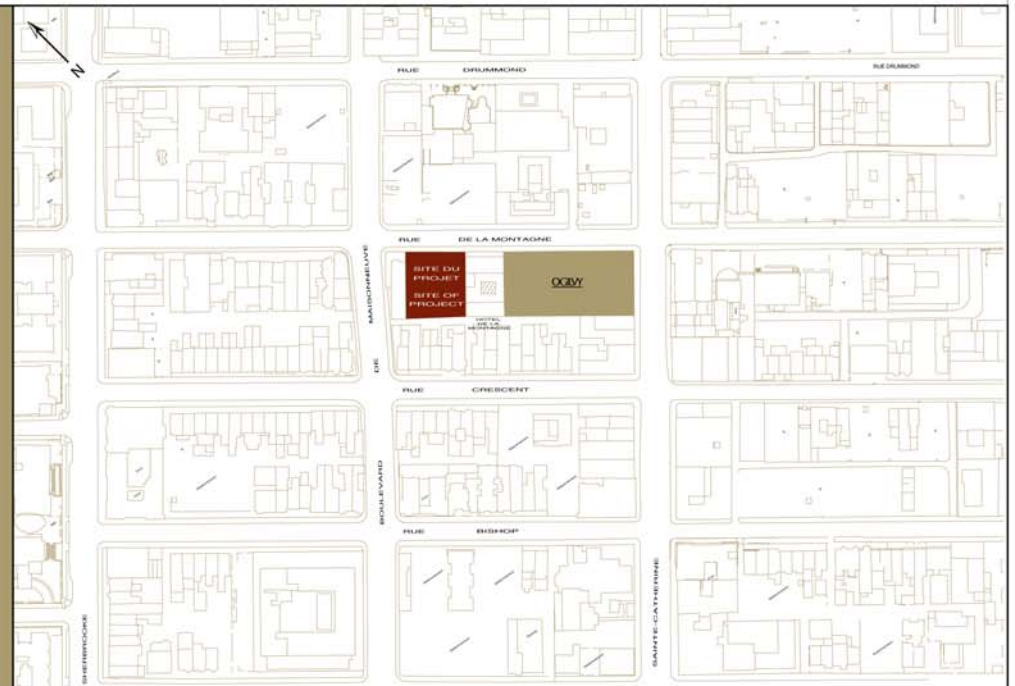 N
RUE DRUMMOND
RUE DRUMMOND
RUE DE LA MONTAGNE
SITE DU
PROJET
SITE OF
PROJECT
OGILVY
HOTEL
DE LA
MONTAGNE
RUE CRESCENT
BOULEVARD DE MAISONNEUVE
RUE BISHOP
SHERBROOKE
SAINTE-CATHERINE